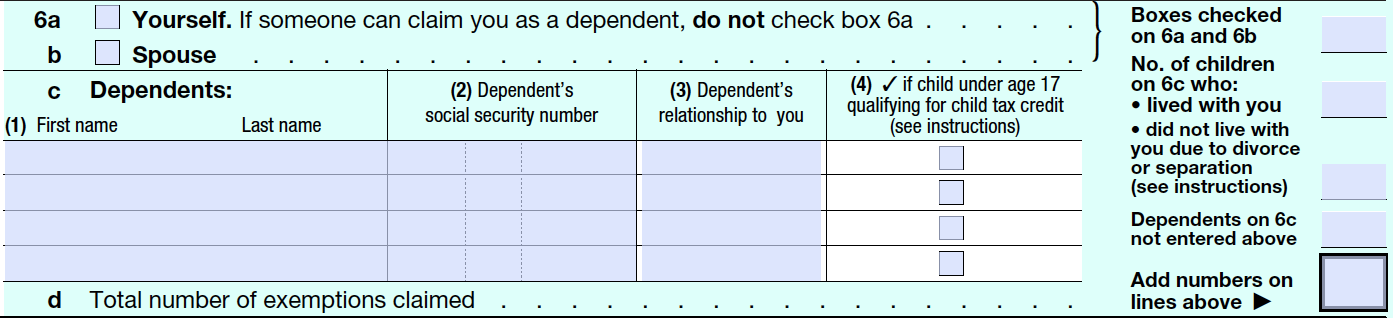 6a Yourself. If someone can claim you as a dependent, do not check box 6a . . . . .
b Spouse . . . . . . . . . . . . . . . . . . . . . . . .
c Dependents:
(1) First name Last name
(2) Dependent's
social security number
(3) Dependent's
relationship to you
(4) ✓ if child under age 17
qualifying for child tax credit
(see instructions)
d Total number of exemptions claimed . . . . . . . . . . . . . . . . .
Boxes checked
on 6a and 6b
No. of children
on 6c who:
• lived with you
• did not live with
you due to divorce
or separation
(see instructions)
Dependents on 6c
not entered above
Add numbers on
lines above ▶